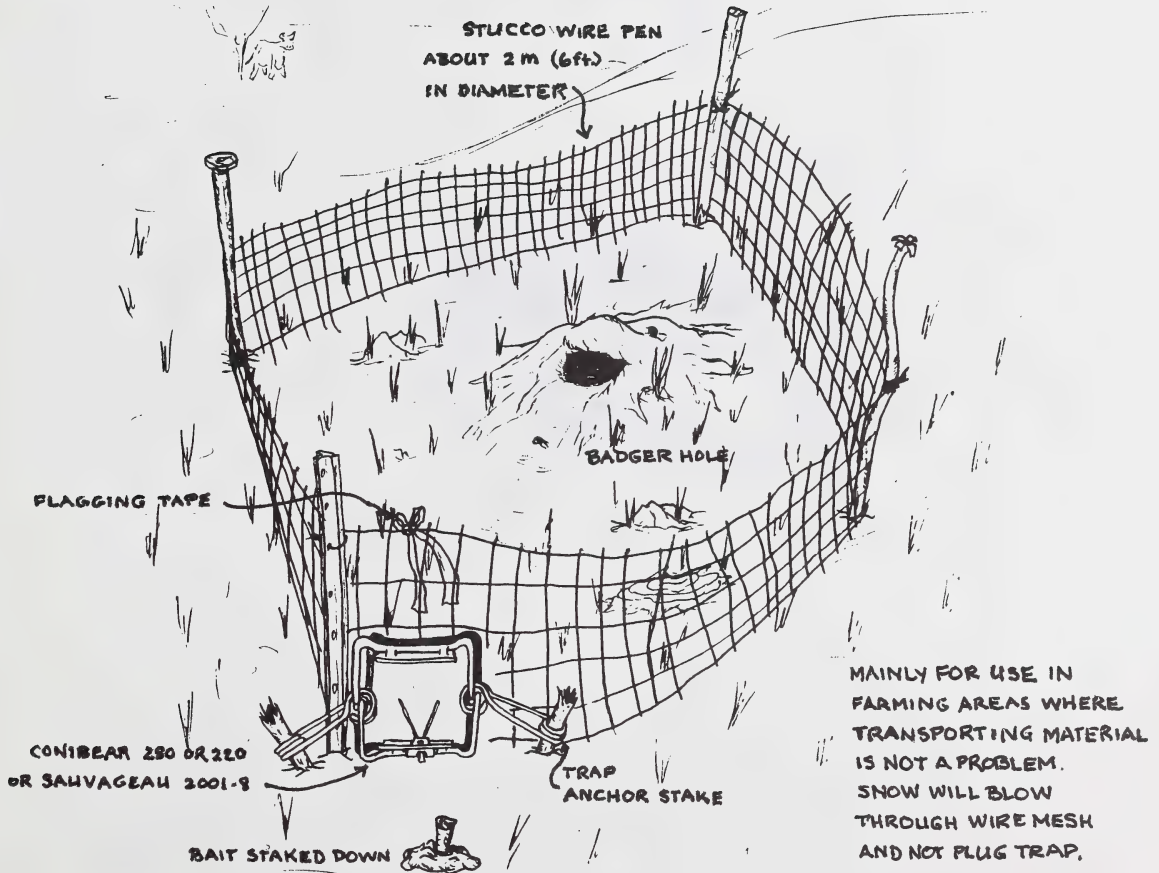 STUCCO WIRE PEN
ABOUT 2 m (6ft.)
IN DIAMETER
BADGER HOLE
FLAGGING TAPE
CONIBEAR 280 OR 220
OR SAUVAGEAU 2001-8
TRAP
ANCHOR STAKE
BAIT STAKED DOWN
MAINLY FOR USE IN
FARMING AREAS WHERE
TRANSPORTING MATERIAL
IS NOT A PROBLEM.
SNOW WILL BLOW
THROUGH WIRE MESH
AND NOT PLUG TRAP.